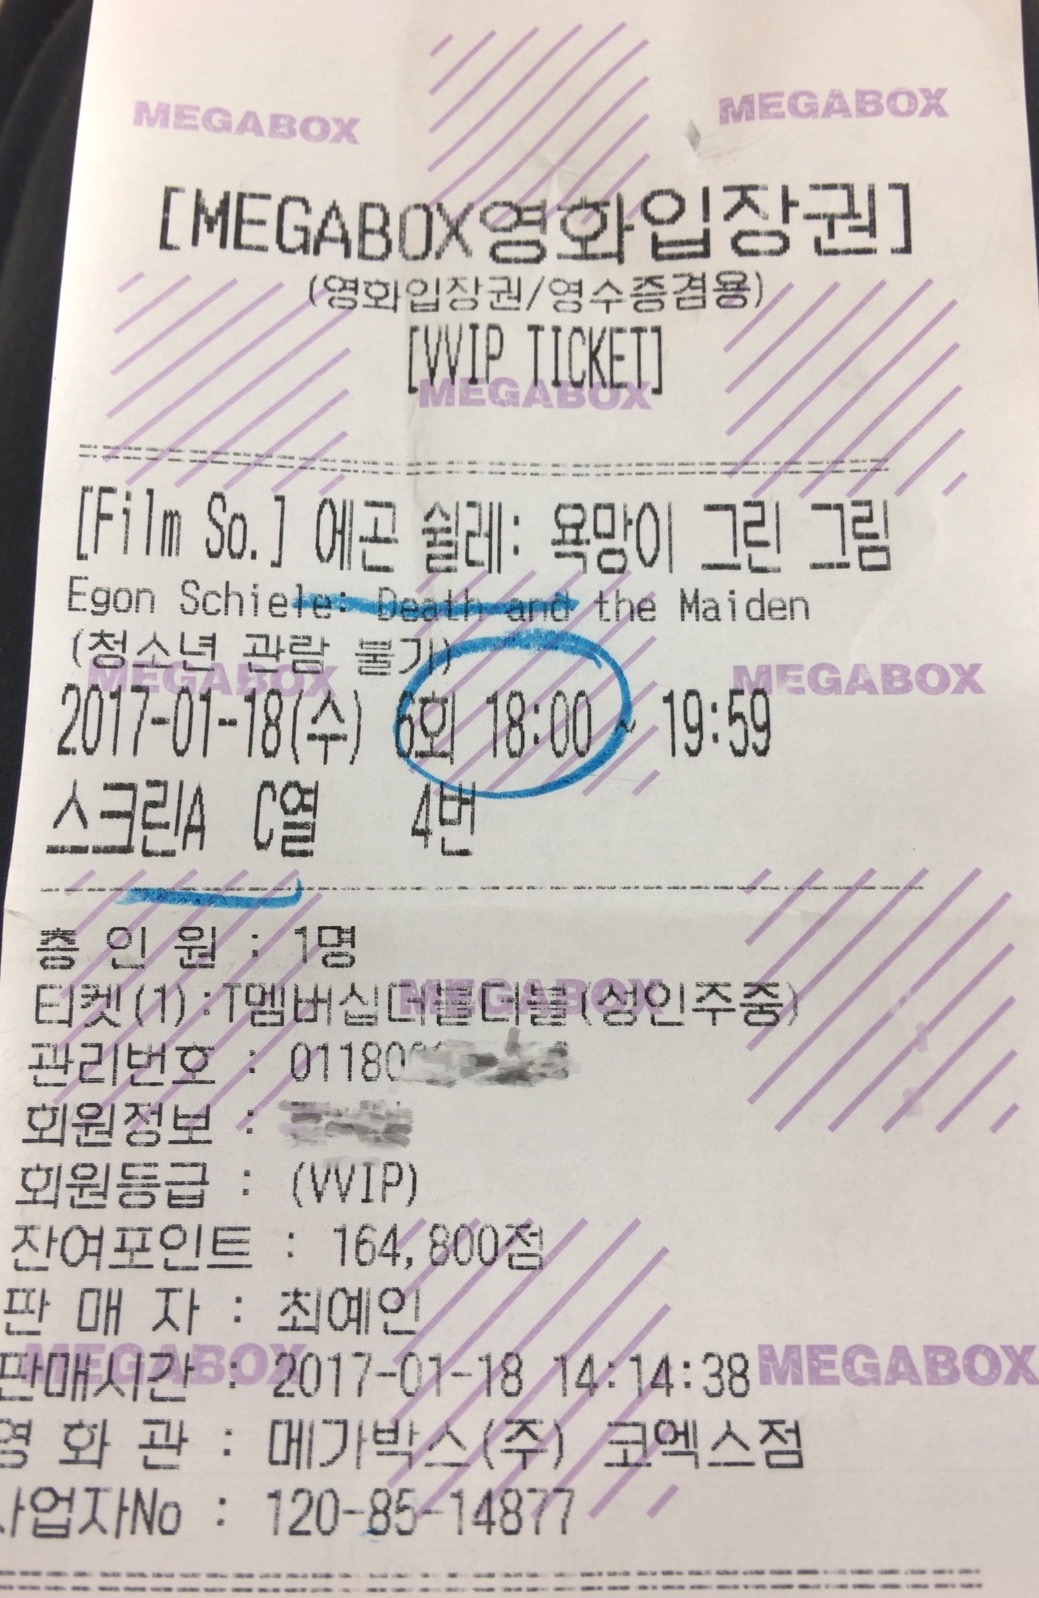 MEGABOX MEGABOX
[MEGABOX영화입장권]
(영화입장권/영수증겸용)
[VVIP TICKET]
MEGABOX
[Film So.] 에곤 쉴레: 욕망이 그린 그림
Egon Schiele: Death and the Maiden
(청소년 관람 불가)
MEGABOX MEGABOX
2017-01-18(수) 6회 18:00 ~ 19:59
스크린A C열 4번
총 인 원 : 1명
MEGABOX
티켓(1):T멤버십더블더블(성인주중)
관리번호 : 01180
회원정보 :
회원등급 : (VVIP)
잔여포인트 : 164,800점
판 매 자 : 최예인
MEGABOX MEGABOX
판매시간 : 2017-01-18 14:14:38
영 화 관 : 메가박스(주) 코엑스점
사업자No : 120-85-14877